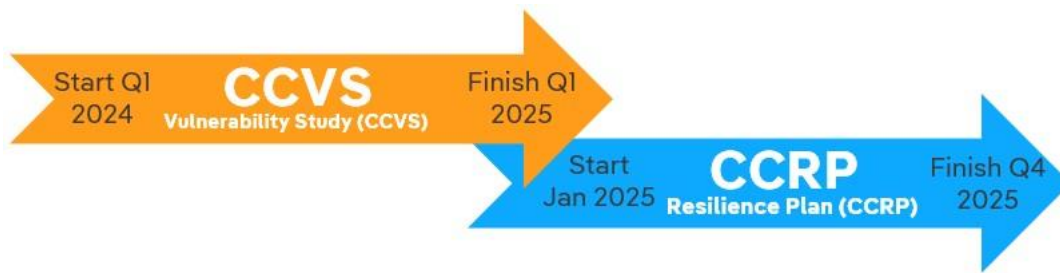 Start Q1
2024
CCVS
Vulnerability Study (CCVS)
Finish Q1
2025
Start
Jan 2025
CCRP
Resilience Plan (CCRP)
Finish Q4
2025